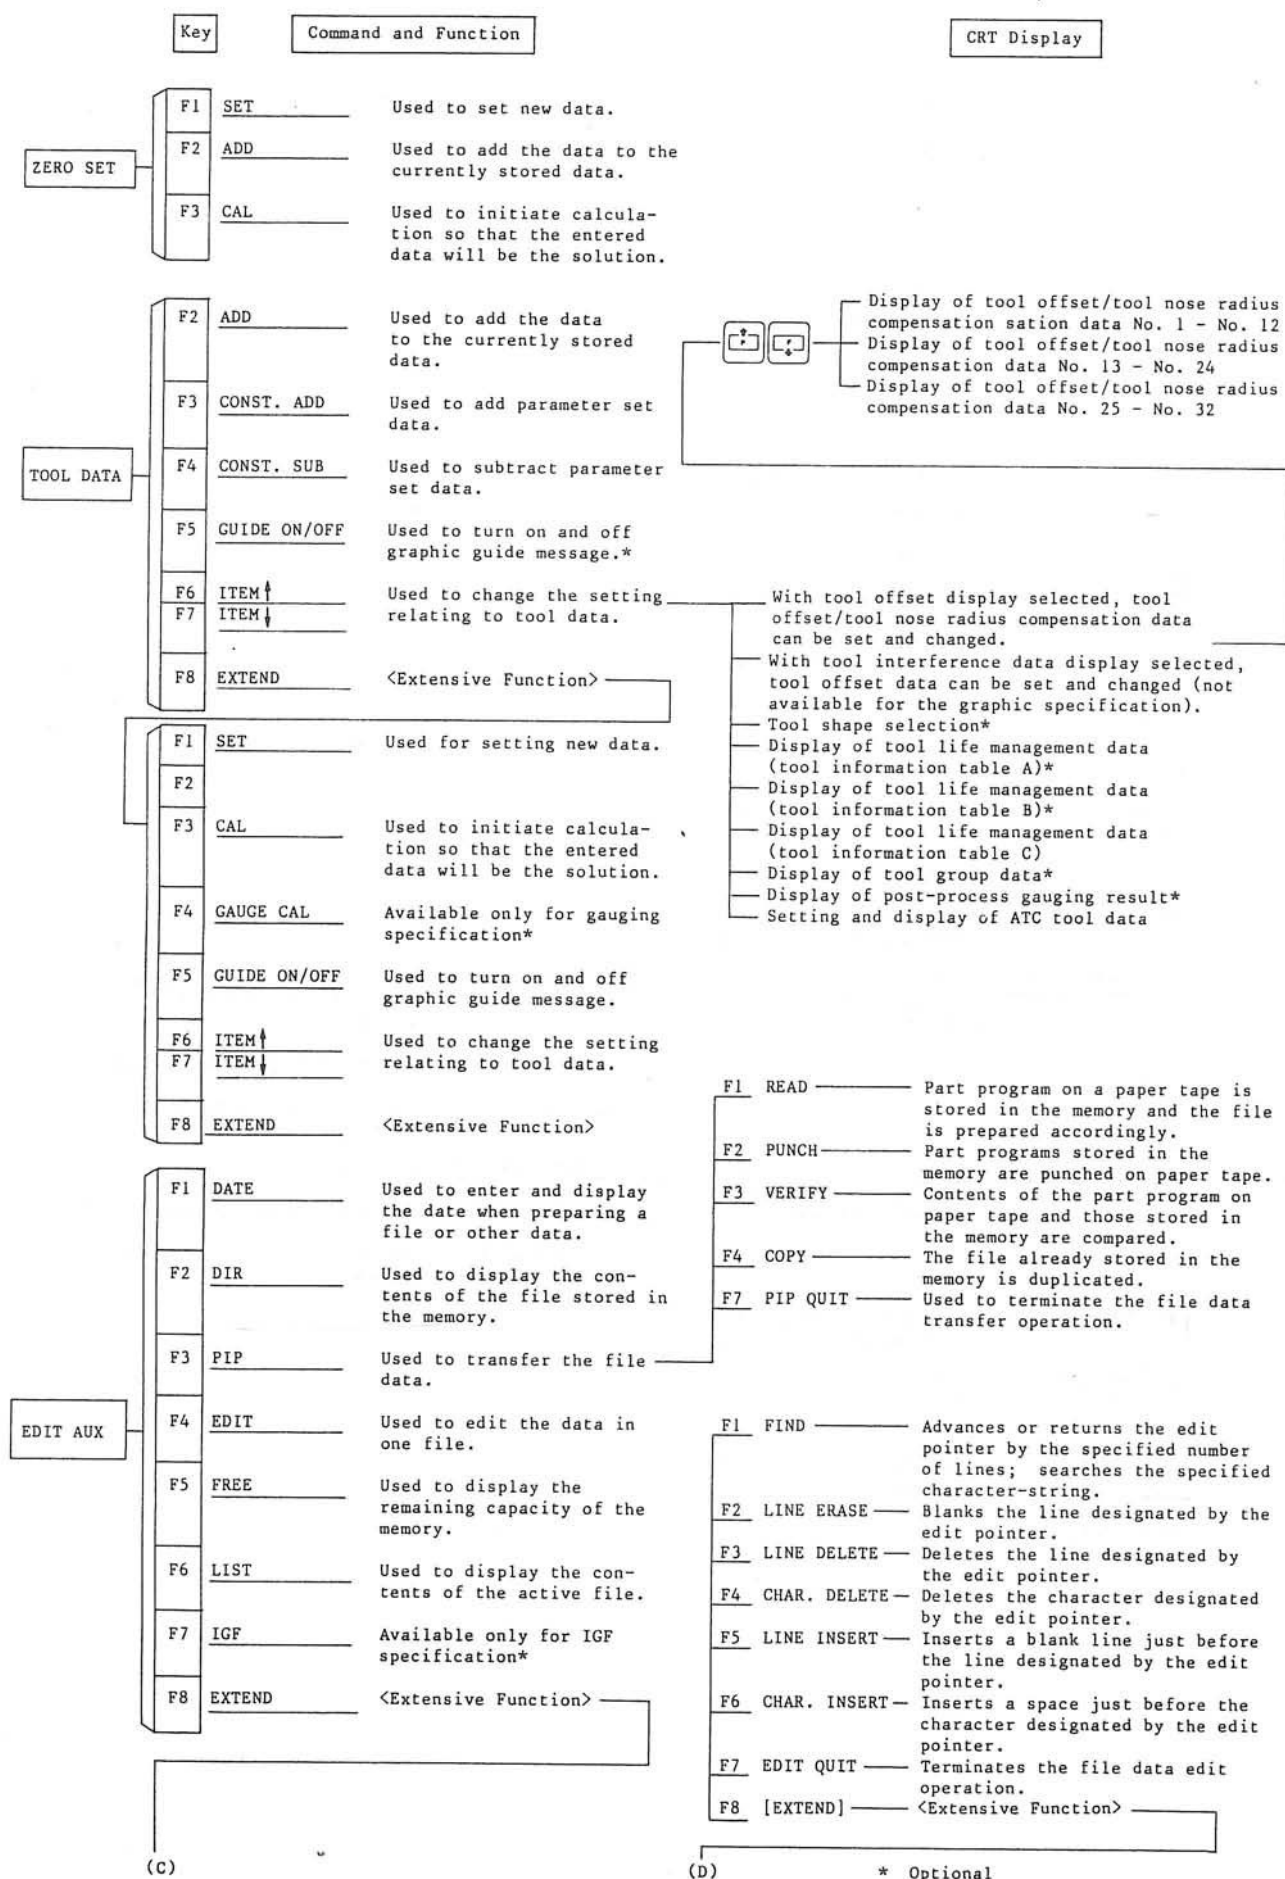 Key
Command and Function
CRT Display
ZERO SET
F1 SET Used to set new data.
F2 ADD Used to add the data to the
currently stored data.
F3 CAL Used to initiate calcula-
tion so that the entered
data will be the solution.
TOOL DATA
F2 ADD Used to add the data
to the currently stored
data.
F3 CONST. ADD Used to add parameter set
data.
F4 CONST. SUB Used to subtract parameter
set data.
F5 GUIDE ON/OFF Used to turn on and off
graphic guide message.*
F6 ITEM↑ Used to change the setting
F7 ITEM↓ relating to tool data.
F8 EXTEND <Extensive Function>
P P
Display of tool offset/tool nose radius
compensation sation data No. 1 - No. 12
Display of tool offset/tool nose radius
compensation data No. 13 - No. 24
Display of tool offset/tool nose radius
compensation data No. 25 - No. 32
With tool offset display selected, tool
offset/tool nose radius compensation data
can be set and changed.
With tool interference data display selected,
tool offset data can be set and changed (not
available for the graphic specification).
Tool shape selection*
Display of tool life management data
(tool information table A)*
Display of tool life management data
(tool information table B)*
Display of tool life management data
(tool information table C)
Display of tool group data*
Display of post-process gauging result*
Setting and display of ATC tool data
F1 SET Used for setting new data.
F2
F3 CAL Used to initiate calcula-
tion so that the entered
data will be the solution.
F4 GAUGE CAL Available only for gauging
specification*
F5 GUIDE ON/OFF Used to turn on and off
graphic guide message.
F6 ITEM↑ Used to change the setting
F7 ITEM↓ relating to tool data.
F8 EXTEND <Extensive Function>
EDIT AUX
F1 DATE Used to enter and display
the date when preparing a
file or other data.
F2 DIR Used to display the con-
tents of the file stored in
the memory.
F3 PIP Used to transfer the file
data.
F4 EDIT Used to edit the data in
one file.
F5 FREE Used to display the
remaining capacity of the
memory.
F6 LIST Used to display the con-
tents of the active file.
F7 IGF Available only for IGF
specification*
F8 EXTEND <Extensive Function>
(C)
F1 READ Part program on a paper tape is
stored in the memory and the file
is prepared accordingly.
F2 PUNCH Part programs stored in the
memory are punched on paper tape.
F3 VERIFY Contents of the part program on
paper tape and those stored in
the memory are compared.
F4 COPY The file already stored in the
memory is duplicated.
F7 PIP QUIT Used to terminate the file data
transfer operation.
F1 FIND Advances or returns the edit
pointer by the specified number
of lines; searches the specified
character-string.
F2 LINE ERASE Blanks the line designated by the
edit pointer.
F3 LINE DELETE Deletes the line designated by
the edit pointer.
F4 CHAR. DELETE Deletes the character designated
by the edit pointer.
F5 LINE INSERT Inserts a blank line just before
the line designated by the edit
pointer.
F6 CHAR. INSERT Inserts a space just before the
character designated by the edit
pointer.
F7 EDIT QUIT Terminates the file data edit
operation.
F8 [EXTEND] <Extensive Function>
(D)
* Optional